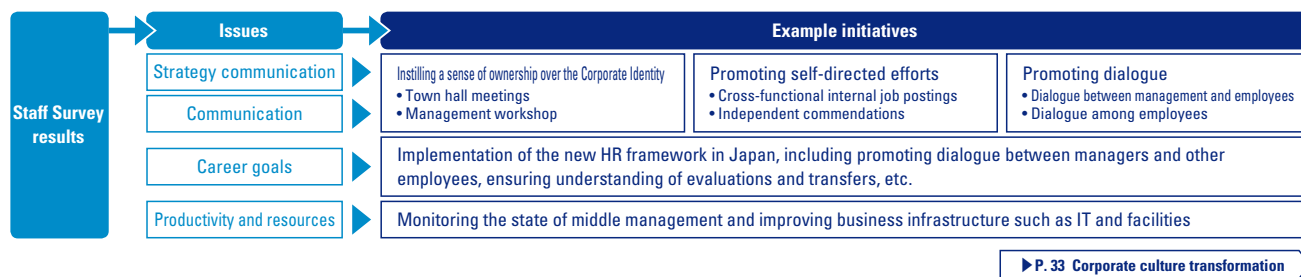 Staff Survey
results
Issues
Example initiatives
Strategy communication
Communication
Instilling a sense of ownership over the Corporate Identity
• Town hall meetings
• Management workshop
Promoting self-directed efforts
• Cross-functional internal job postings
• Independent commendations
Promoting dialogue
• Dialogue between management and employees
• Dialogue among employees
Career goals
Implementation of the new HR framework in Japan, including promoting dialogue between managers and other
employees, ensuring understanding of evaluations and transfers, etc.
Productivity and resources
Monitoring the state of middle management and improving business infrastructure such as IT and facilities
▶P. 33 Corporate culture transformation